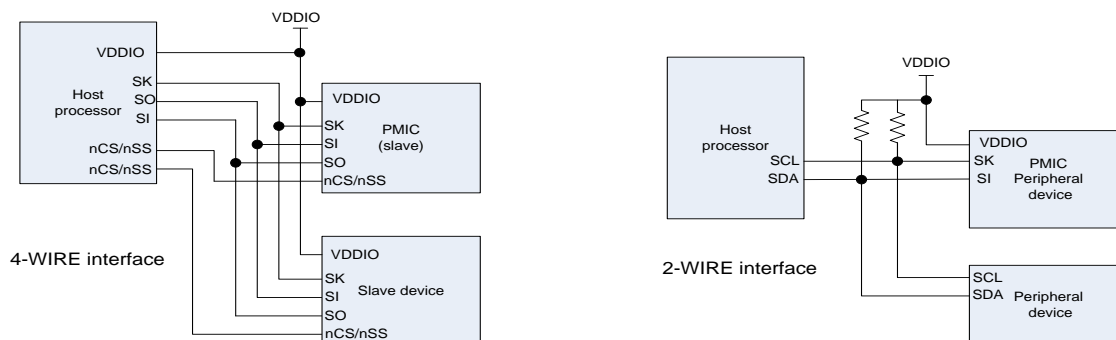 VDDIO
Host
processor
VDDIO
SK
SO
SI
nCS/nSS
nCS/nSS
VDDIO
SK
SI
SO
nCS/nSS
PMIC
(slave)
4-WIRE interface
VDDIO
SK
SI
SO
nCS/nSS
Slave device
VDDIO
Host
processor
SCL
SDA
VDDIO
SK
SI
PMIC
Peripheral
device
2-WIRE interface
SCL
SDA
Peripheral
device